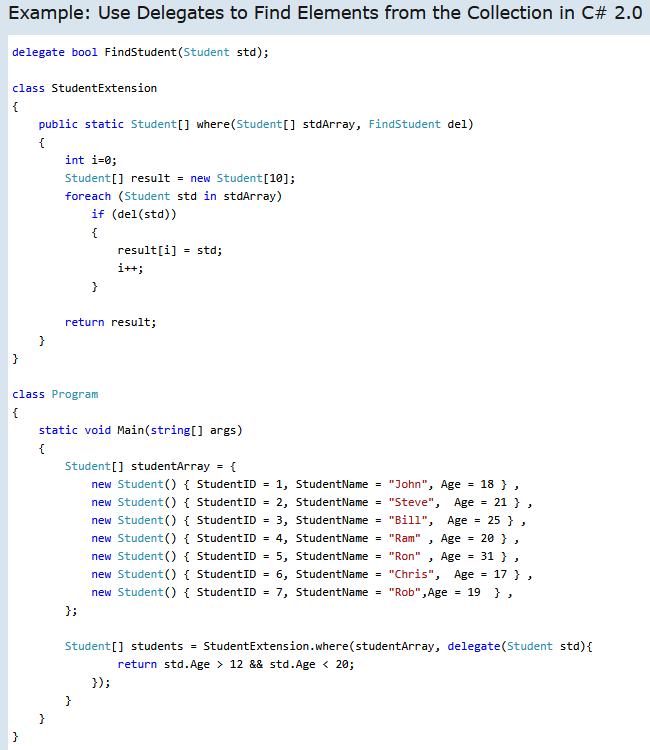 Example: Use Delegates to Find Elements from the Collection in C# 2.0
delegate bool FindStudent(Student std);
class StudentExtension
{
    public static Student[] where(Student[] stdArray, FindStudent del)
    {
        int i=0;
        Student[] result = new Student[10];
        foreach (Student std in stdArray)
            if (del(std))
            {
                result[i] = std;
                i++;
            }
        return result;
    }
}
class Program
{
    static void Main(string[] args)
    {
        Student[] studentArray = {
            new Student() { StudentID = 1, StudentName = "John", Age = 18 } ,
            new Student() { StudentID = 2, StudentName = "Steve",  Age = 21 } ,
            new Student() { StudentID = 3, StudentName = "Bill",  Age = 25 } ,
            new Student() { StudentID = 4, StudentName = "Ram" , Age = 20 } ,
            new Student() { StudentID = 5, StudentName = "Ron" , Age = 31 } ,
            new Student() { StudentID = 6, StudentName = "Chris",  Age = 17 } ,
            new Student() { StudentID = 7, StudentName = "Rob",Age = 19  } ,
        };
        Student[] students = StudentExtension.where(studentArray, delegate(Student std){
                return std.Age > 12 && std.Age < 20;
            });
        }
    }
}